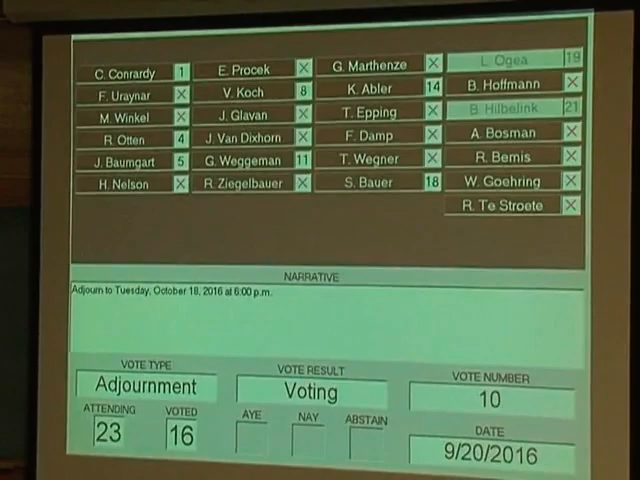 C. Conrardy 1
F. Uraynar X
M. Winkel X
R. Otten 4
J. Baumgart 5
H. Nelson X
E. Procek X
V. Koch 8
J. Glavan X
J. Van Dixhorn X
G. Weggeman 11
R. Ziegelbauer X
G. Marthenze X
K. Abler 14
T. Epping X
F. Damp X
T. Wegner X
S. Bauer 18
L. Ogea 19
B. Hoffmann X
B. Hilbelink 21
A. Bosman X
R. Bemis X
W. Goehring X
R. Te Stroete X
NARRATIVE
Adjourn to Tuesday, October 18, 2016 at 6:00 p.m.
VOTE TYPE
Adjournment
VOTE RESULT
Voting
VOTE NUMBER
10
ATTENDING
23
VOTED
16
AYE
NAY
ABSTAIN
DATE
9/20/2016